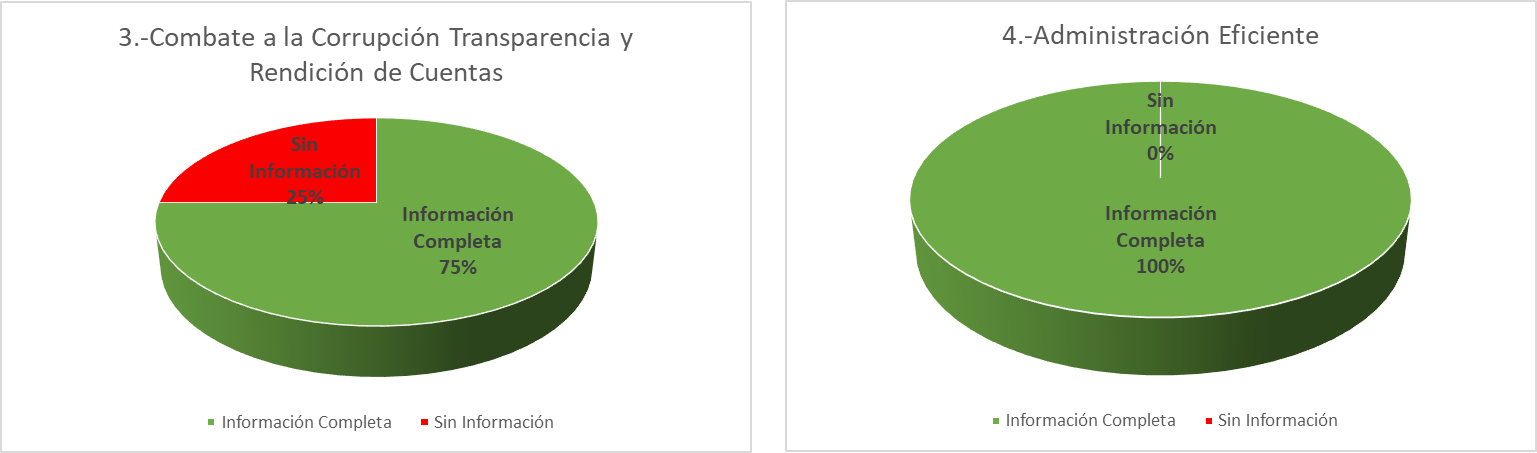 3.-Combate a la Corrupción Transparencia y
Rendición de Cuentas
Sin
Información
25%
Información
Completa
75%
Información Completa
Sin Información
4.-Administración Eficiente
Sin
Información
0%
Información
Completa
100%
Información Completa
Sin Información